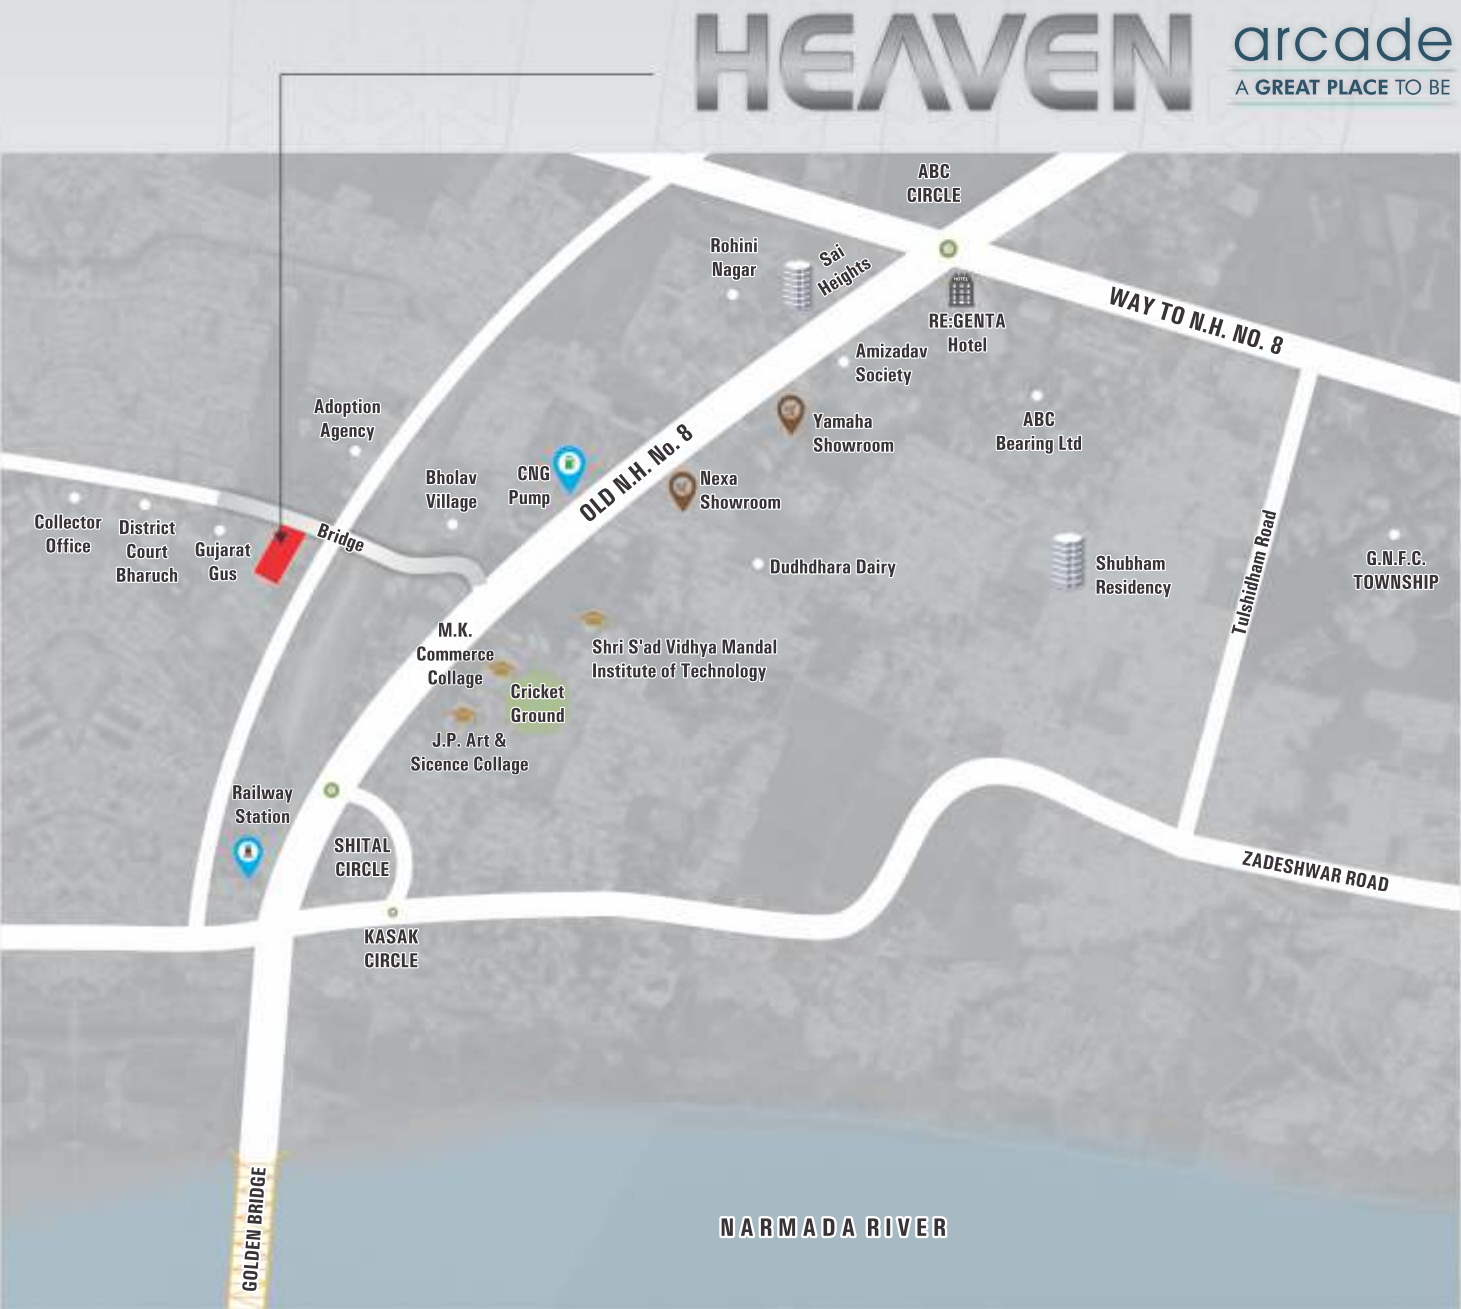 HEAVEN
arcade
A GREAT PLACE TO BE
ABC
CIRCLE
Rohini
Nagar
Sai
Heights
HOTEL
RE:GENTA
Hotel
WAY TO N.H. NO. 8
Amizadav
Society
Adoption
Agency
Yamaha
Showroom
ABC
Bearing Ltd
OLD N.H. No. 8
Bholav
Village
CNG
Pump
Nexa
Showroom
Collector
Office
District
Court
Bharuch
Gujarat
Gus
Bridge
Dudhdhara Dairy
Shubham
Residency
Tulshidham Road
G.N.F.C.
TOWNSHIP
M.K.
Commerce
Collage
Shri S'ad Vidhya Mandal
Institute of Technology
Cricket
Ground
J.P. Art &
Sicence Collage
Railway
Station
SHITAL
CIRCLE
ZADESHWAR ROAD
KASAK
CIRCLE
GOLDEN BRIDGE
NARMADA RIVER